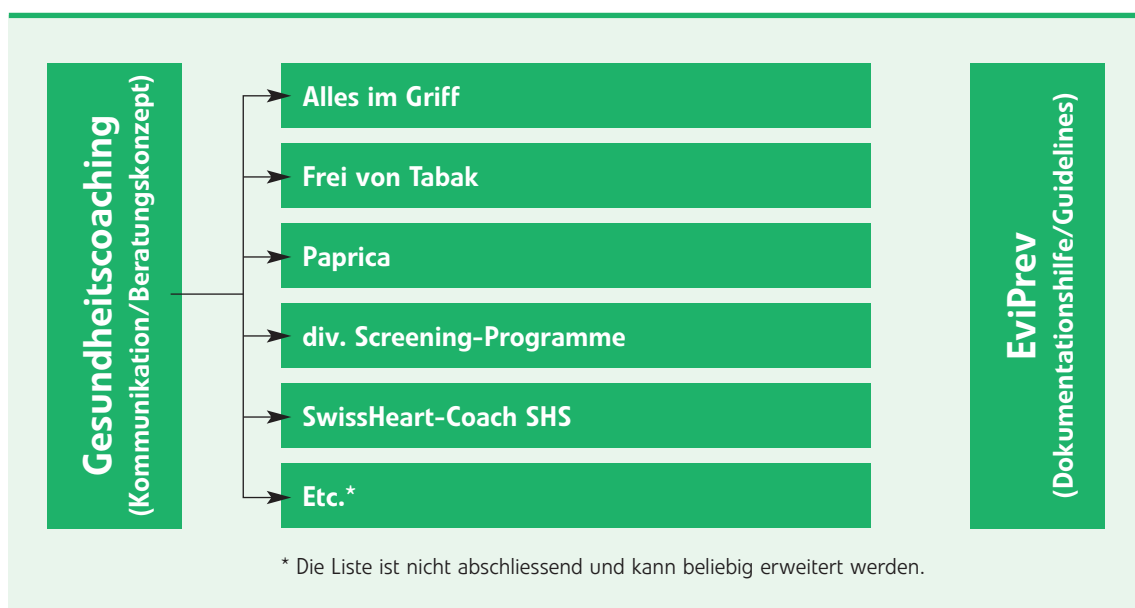 Gesundheitscoaching
(Kommunikation/Beratungskonzept)
Alles im Griff
Frei von Tabak
Paprica
div. Screening-Programme
SwissHeart-Coach SHS
Etc.*
EviPrev
(Dokumentationshilfe/Guidelines)
* Die Liste ist nicht abschliessend und kann beliebig erweitert werden.